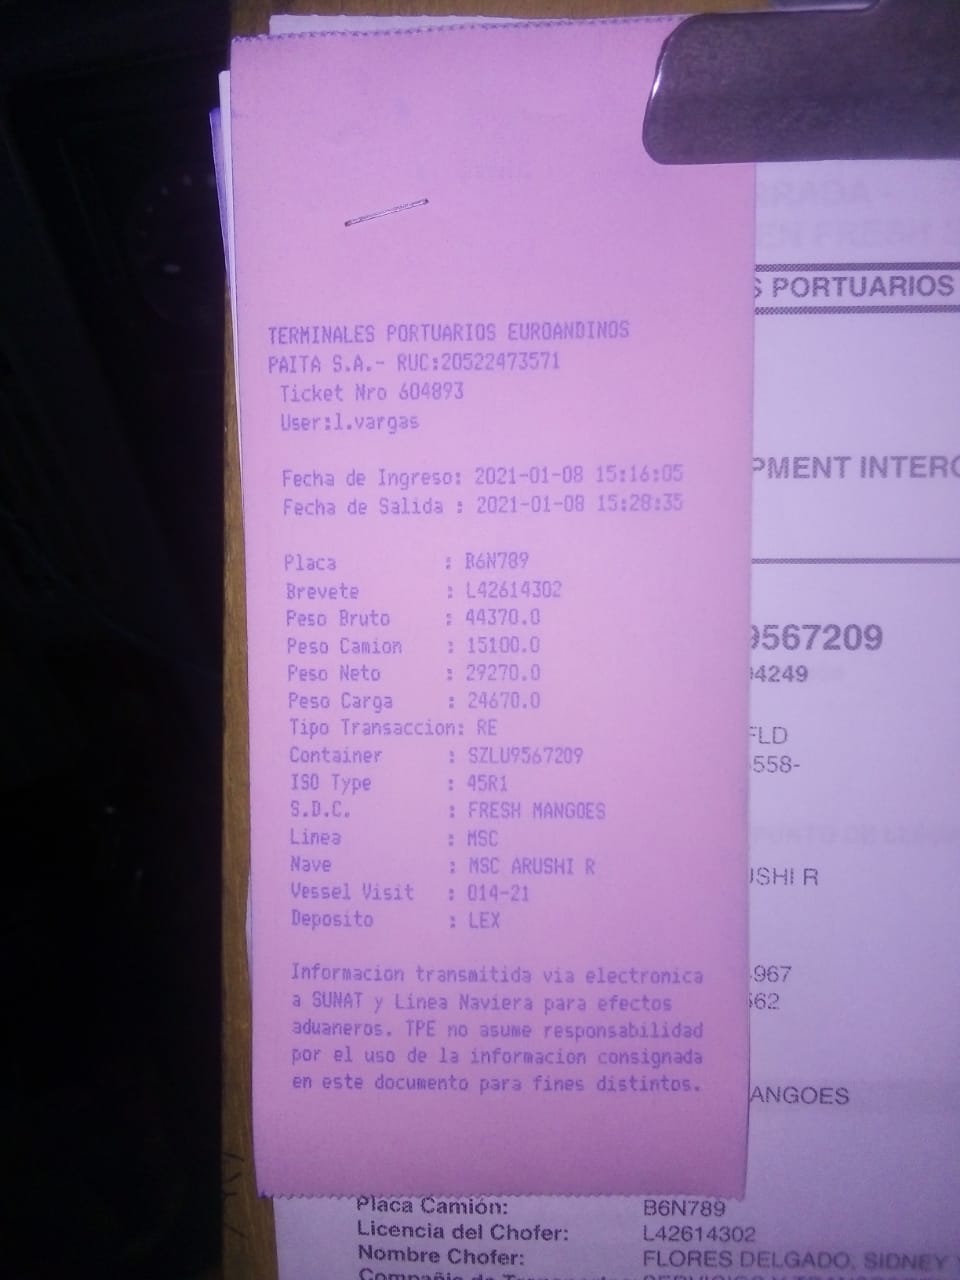 TERMINALES PORTUARIOS EUROANDINOS
PAITA S.A.- RUC:20522473571
Ticket Nro 604893
User:l.vargas
Fecha de Ingreso: 2021-01-08 15:16:05
Fecha de Salida : 2021-01-08 15:28:35
Placa : B6N789
Brevete : L42614302
Peso Bruto : 44370.0
Peso Camion : 15100.0
Peso Neto : 29270.0
Peso Carga : 24670.0
Tipo Transaccion: RE
Container : SZLU9567209
ISO Type : 45R1
S.D.C. : FRESH MANGOES
Linea : MSC
Nave : MSC ARUSHI R
Vessel Visit : 014-21
Deposito : LEX
Informacion transmitida via electronica
a SUNAT y Linea Naviera para efectos
aduaneros. TPE no asume responsabilidad
por el uso de la informacion consignada
en este documento para fines distintos.
S PORTUARIOS
PMENT INTERC
9567209
4249
FLD
558-
USHI R
967
562
ANGOES
Placa Camión: B6N789
Licencia del Chofer: L42614302
Nombre Chofer: FLORES DELGADO, SIDNEY